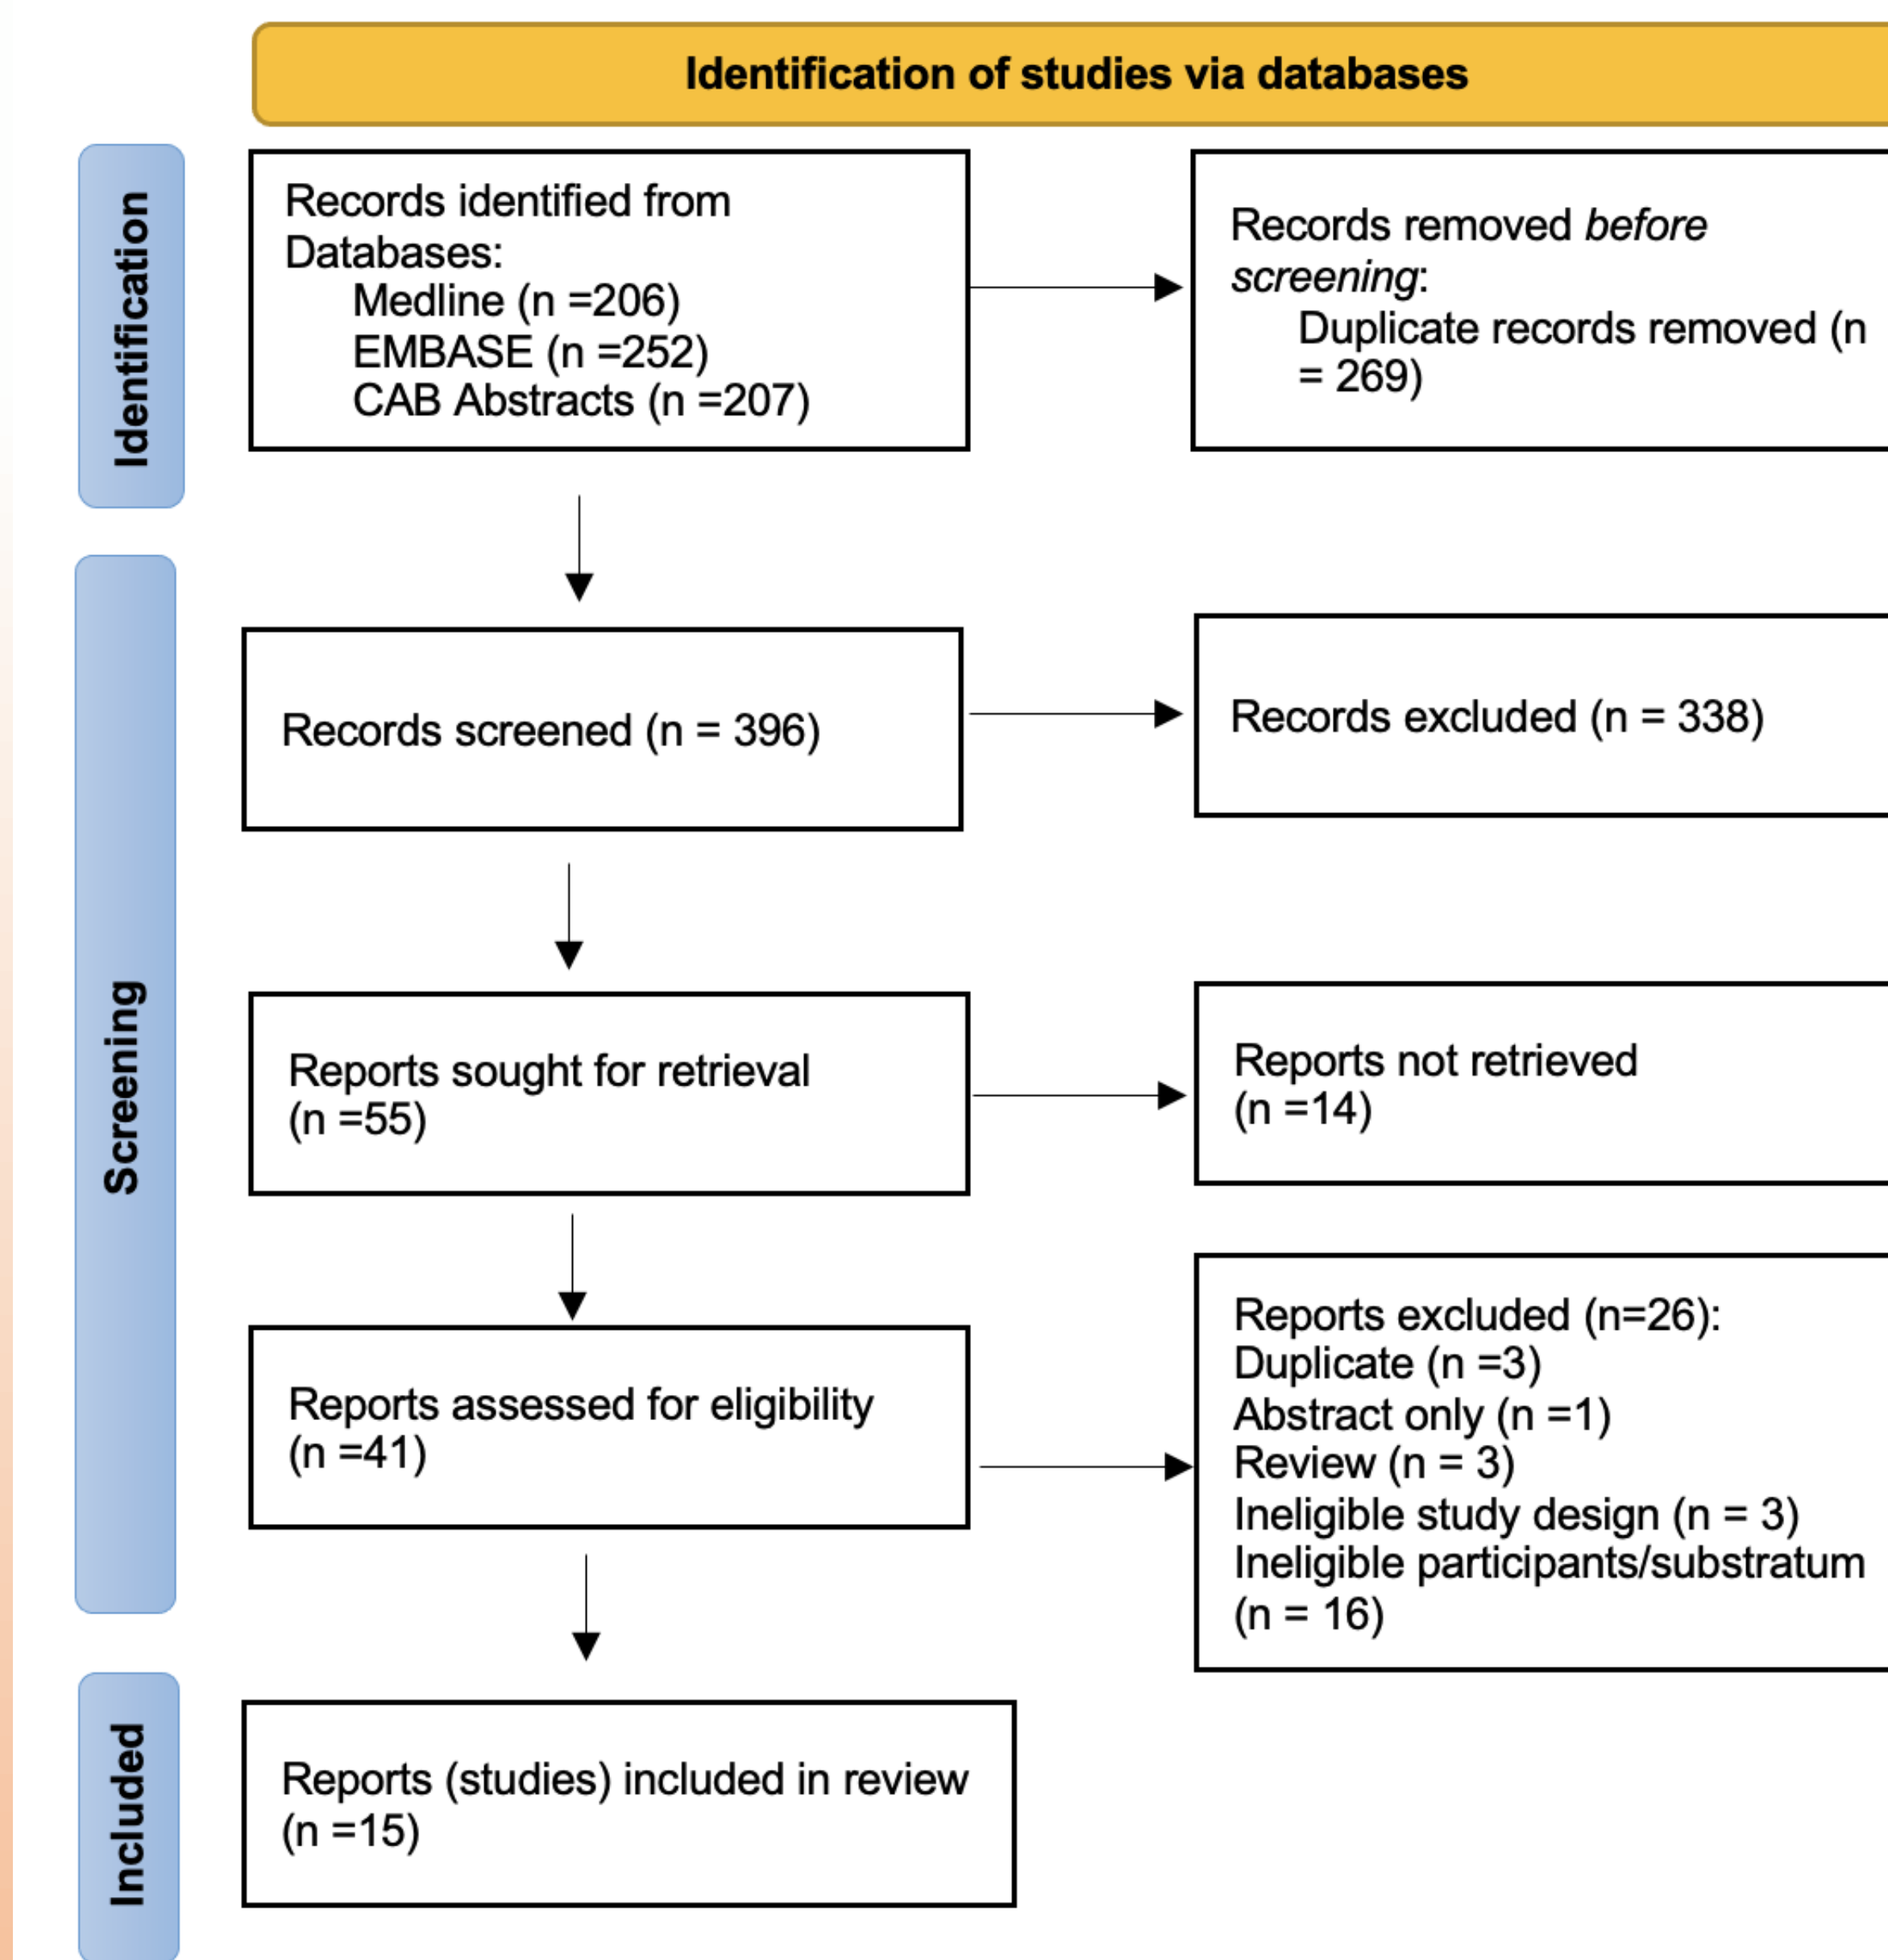 Identification of studies via databases
Identification
Records identified from
Databases:
Medline (n =206)
EMBASE (n =252)
CAB Abstracts (n =207)
Records removed before
screening:
Duplicate records removed (n
= 269)
Screening
Records screened (n = 396)
Records excluded (n = 338)
Reports sought for retrieval
(n =55)
Reports not retrieved
(n =14)
Reports assessed for eligibility
(n =41)
Reports excluded (n=26):
Duplicate (n =3)
Abstract only (n =1)
Review (n = 3)
Ineligible study design (n = 3)
Ineligible participants/substratum
(n = 16)
Included
Reports (studies) included in review
(n =15)